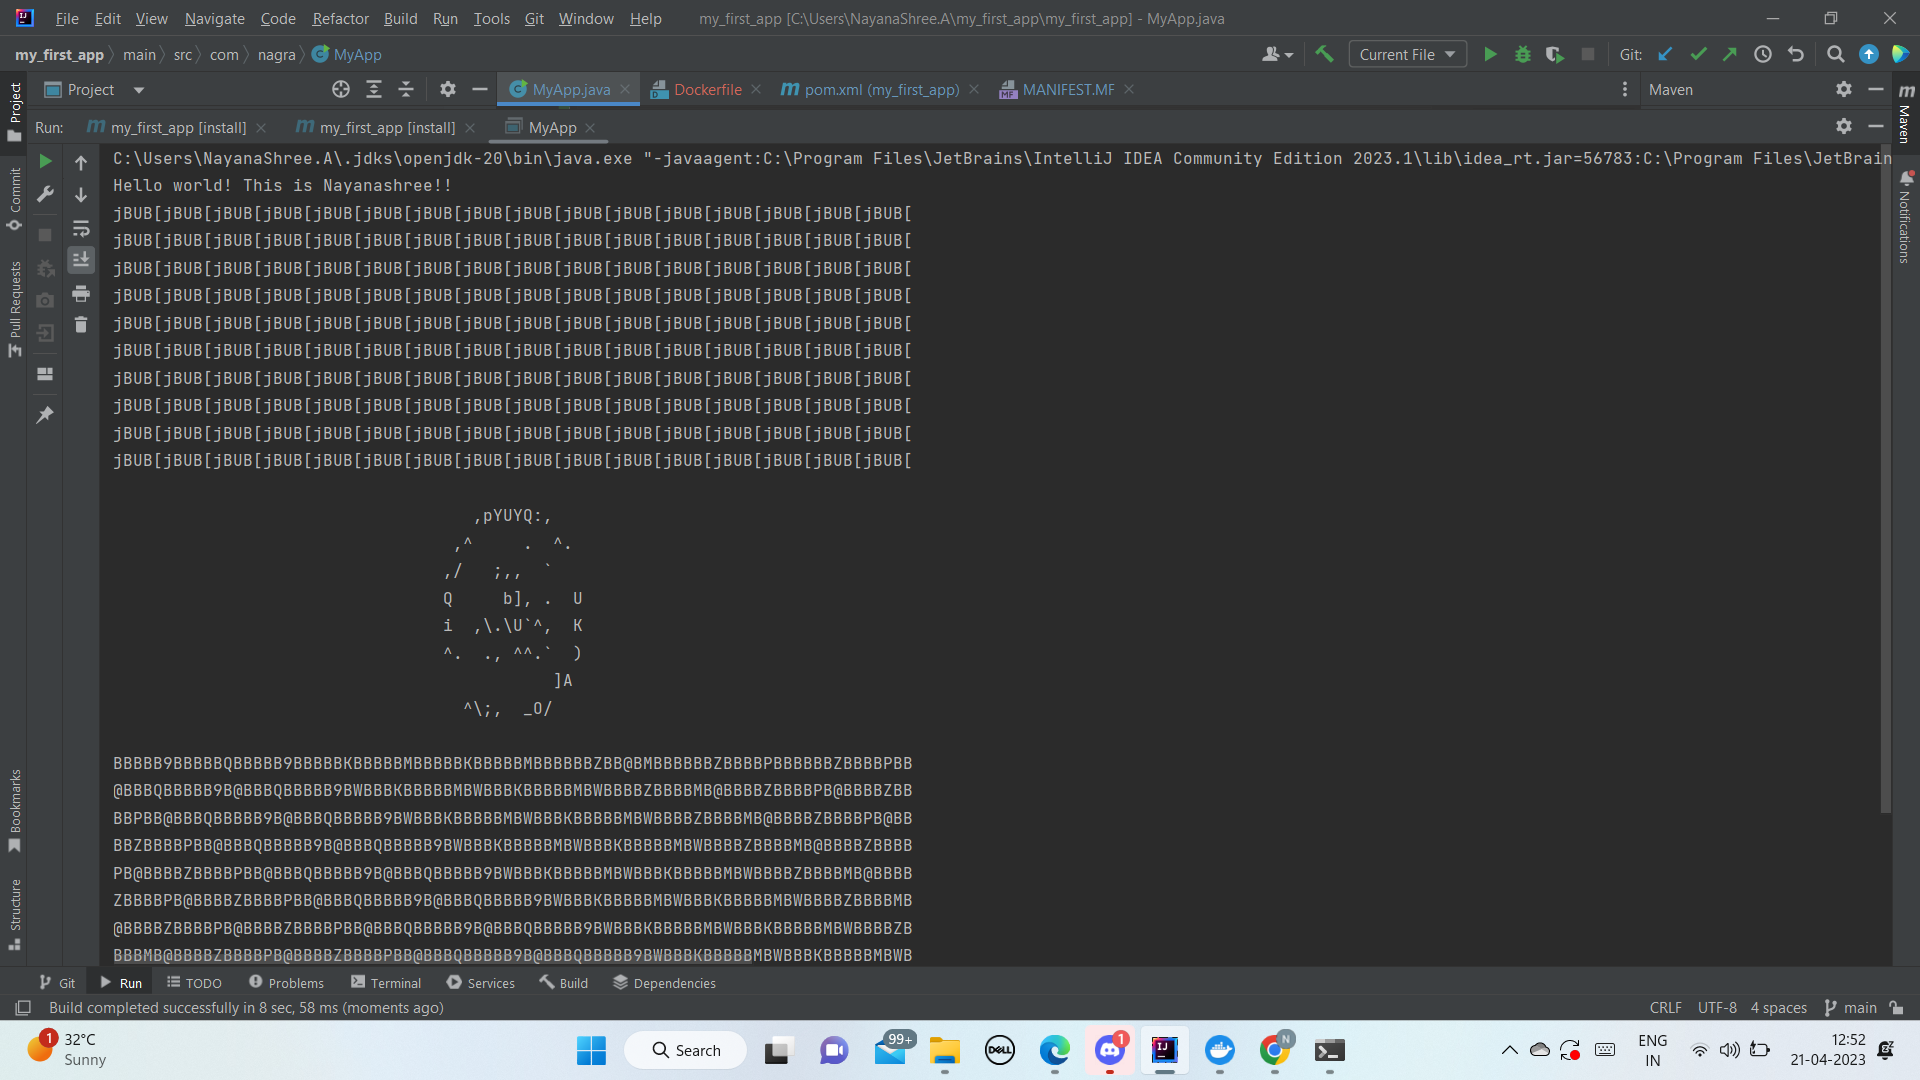 File Edit View Navigate Code Refactor Build Run Tools Git Window Help my_first_app [C:\Users\NayanaShree.A\my_first_app\my_first_app] - MyApp.java
my_first_app main src com nagra MyApp Current File Git:
Project MyApp.java Dockerfile pom.xml (my_first_app) MANIFEST.MF Maven
Run: my_first_app [install] my_first_app [install] MyApp
C:\Users\NayanaShree.A\.jdks\openjdk-20\bin\java.exe "-javaagent:C:\Program Files\JetBrains\IntelliJ IDEA Community Edition 2023.1\lib\idea_rt.jar=56783:C:\Program Files\JetBrain
Hello world! This is Nayanashree!!
jBUB[jBUB[jBUB[jBUB[jBUB[jBUB[jBUB[jBUB[jBUB[jBUB[jBUB[jBUB[jBUB[jBUB[jBUB[jBUB[
jBUB[jBUB[jBUB[jBUB[jBUB[jBUB[jBUB[jBUB[jBUB[jBUB[jBUB[jBUB[jBUB[jBUB[jBUB[jBUB[
jBUB[jBUB[jBUB[jBUB[jBUB[jBUB[jBUB[jBUB[jBUB[jBUB[jBUB[jBUB[jBUB[jBUB[jBUB[jBUB[
jBUB[jBUB[jBUB[jBUB[jBUB[jBUB[jBUB[jBUB[jBUB[jBUB[jBUB[jBUB[jBUB[jBUB[jBUB[jBUB[
jBUB[jBUB[jBUB[jBUB[jBUB[jBUB[jBUB[jBUB[jBUB[jBUB[jBUB[jBUB[jBUB[jBUB[jBUB[jBUB[
jBUB[jBUB[jBUB[jBUB[jBUB[jBUB[jBUB[jBUB[jBUB[jBUB[jBUB[jBUB[jBUB[jBUB[jBUB[jBUB[
jBUB[jBUB[jBUB[jBUB[jBUB[jBUB[jBUB[jBUB[jBUB[jBUB[jBUB[jBUB[jBUB[jBUB[jBUB[jBUB[
jBUB[jBUB[jBUB[jBUB[jBUB[jBUB[jBUB[jBUB[jBUB[jBUB[jBUB[jBUB[jBUB[jBUB[jBUB[jBUB[
jBUB[jBUB[jBUB[jBUB[jBUB[jBUB[jBUB[jBUB[jBUB[jBUB[jBUB[jBUB[jBUB[jBUB[jBUB[jBUB[
jBUB[jBUB[jBUB[jBUB[jBUB[jBUB[jBUB[jBUB[jBUB[jBUB[jBUB[jBUB[jBUB[jBUB[jBUB[jBUB[
,pYUYQ:,
,^     .  ^.
,/   ;,,  `
Q     b], .  U
i  ,\.\U`^,  K
^.  ., ^^.`  )
]A
^\;,  _O/
BBBBB9BBBBBQBBBBB9BBBBBKBBBBBMBBBBBKBBBBBMBBBBBBZBB@BMBBBBBBZBBBBPBBBBBBZBBBBPBB
@BBBQBBBBB9B@BBBQBBBBB9BWBBBKBBBBBMBWBBBKBBBBBMBWBBBBZBBBBMB@BBBBZBBBBPB@BBBBZBB
BBPBB@BBBQBBBBB9B@BBBQBBBBB9BWBBBKBBBBBMBWBBBKBBBBBMBWBBBBZBBBBMB@BBBBZBBBBPB@BB
BBZBBBBPBB@BBBQBBBBB9B@BBBQBBBBB9BWBBBKBBBBBMBWBBBKBBBBBMBWBBBBZBBBBMB@BBBBZBBBB
PB@BBBBZBBBBPBB@BBBQBBBBB9B@BBBQBBBBB9BWBBBKBBBBBMBWBBBKBBBBBMBWBBBBZBBBBMB@BBBB
ZBBBBPB@BBBBZBBBBPBB@BBBQBBBBB9B@BBBQBBBBB9BWBBBKBBBBBMBWBBBKBBBBBMBWBBBBZBBBBMB
@BBBBZBBBBPB@BBBBZBBBBPBB@BBBQBBBBB9B@BBBQBBBBB9BWBBBKBBBBBMBWBBBKBBBBBMBWBBBBZB
BBBMB@BBBBZBBBBPB@BBBBZBBBBPBB@BBBQBBBBB9B@BBBQBBBBB9BWBBBKBBBBBMBWBBBKBBBBBMBWB
Project
Commit
Pull Requests
Bookmarks
Structure
Maven
Notifications
Git Run TODO Problems Terminal Services Build Dependencies
Build completed successfully in 8 sec, 58 ms (moments ago) CRLF UTF-8 4 spaces main
1 32°C Search 99+ DELL 1 N ENG 12:52
Sunny IN 21-04-2023